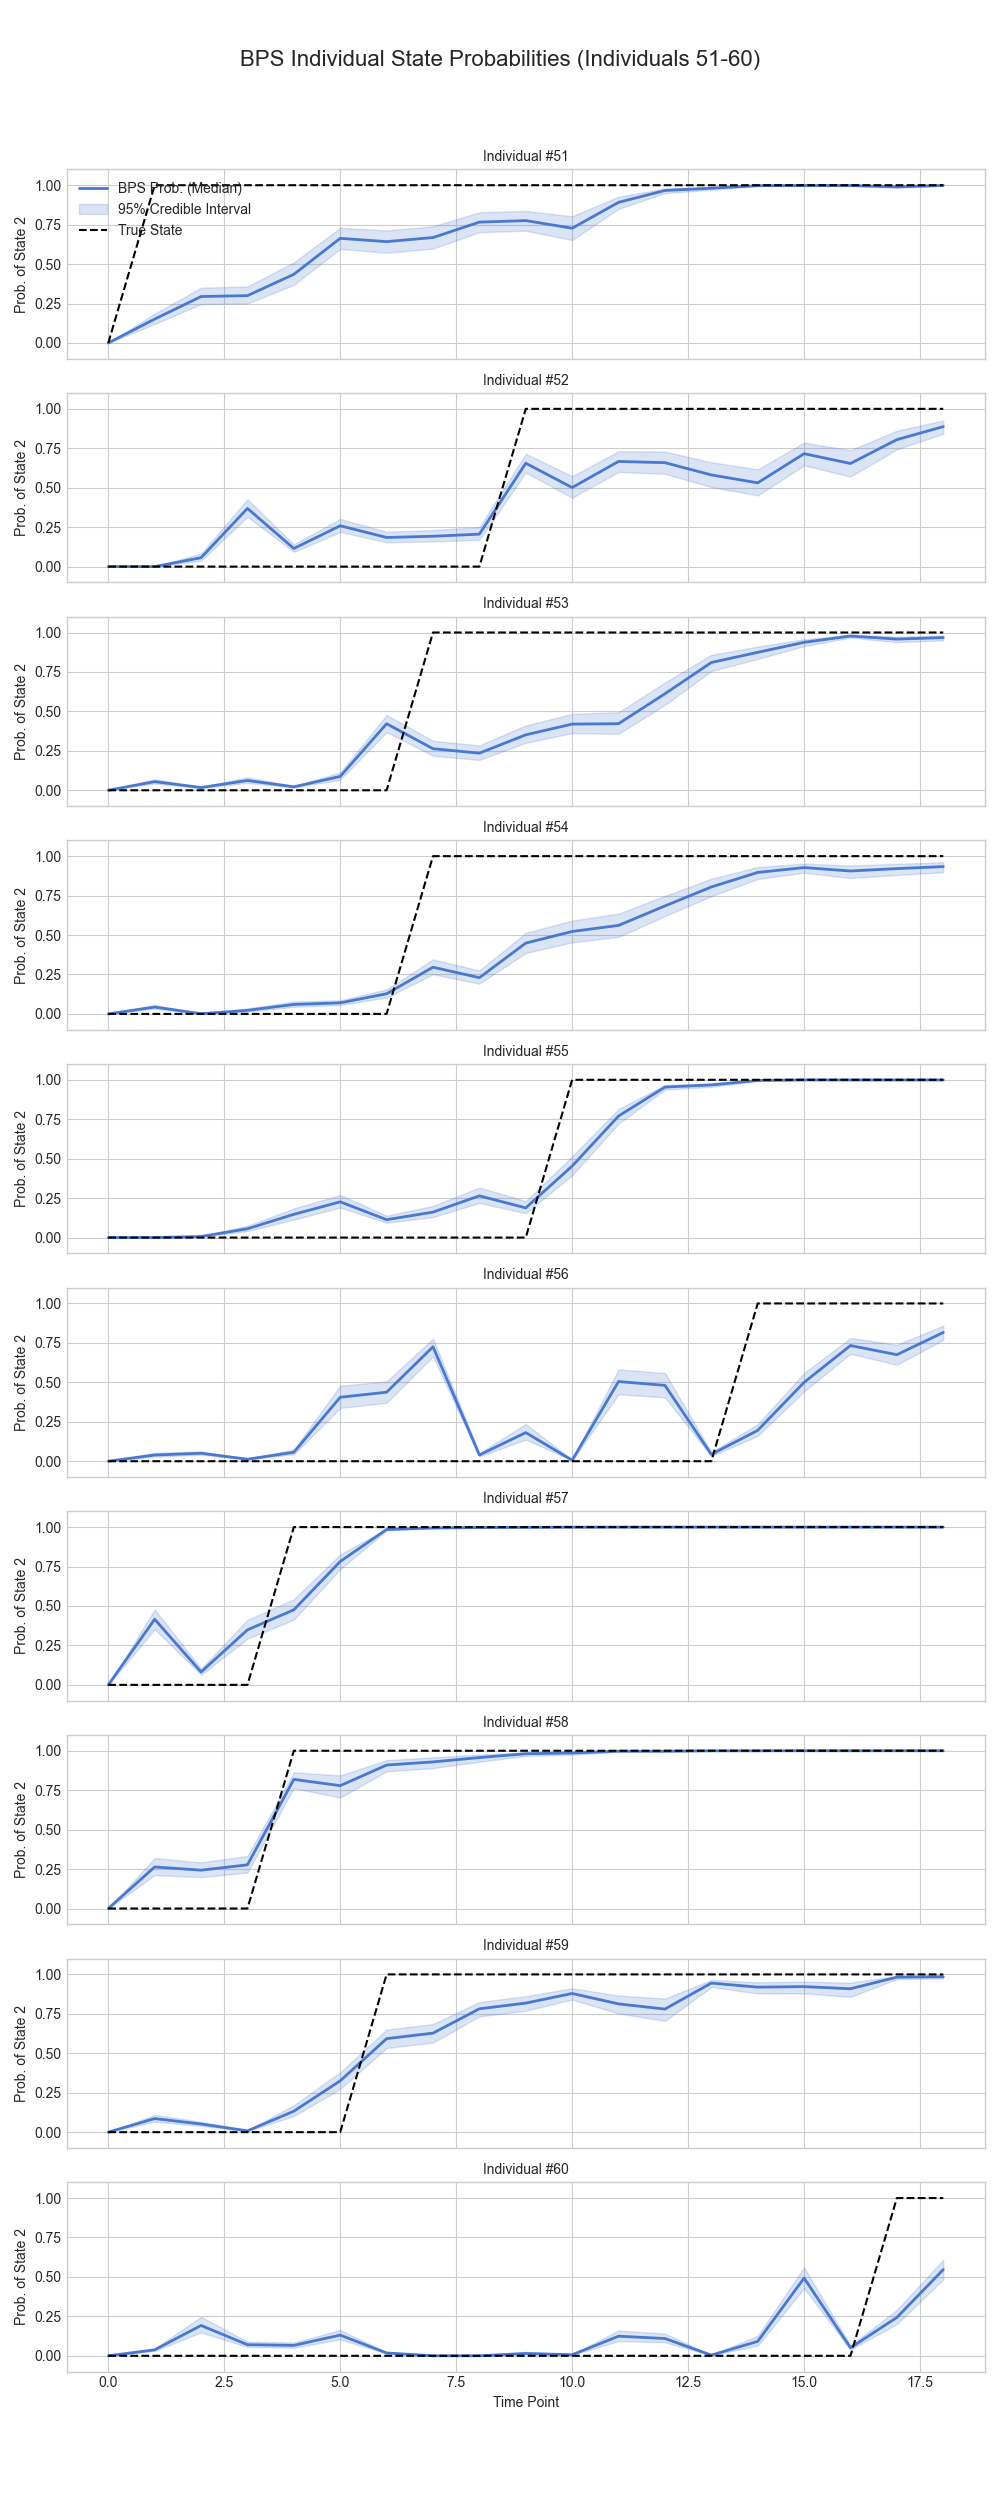 BPS Individual State Probabilities (Individuals 51-60)
Individual #51
BPS Prob. (Median)
95% Credible Interval
True State
Prob. of State 2
1.00
0.75
0.50
0.25
0.00
Individual #52
Prob. of State 2
1.00
0.75
0.50
0.25
0.00
Individual #53
Prob. of State 2
1.00
0.75
0.50
0.25
0.00
Individual #54
Prob. of State 2
1.00
0.75
0.50
0.25
0.00
Individual #55
Prob. of State 2
1.00
0.75
0.50
0.25
0.00
Individual #56
Prob. of State 2
1.00
0.75
0.50
0.25
0.00
Individual #57
Prob. of State 2
1.00
0.75
0.50
0.25
0.00
Individual #58
Prob. of State 2
1.00
0.75
0.50
0.25
0.00
Individual #59
Prob. of State 2
1.00
0.75
0.50
0.25
0.00
Individual #60
Prob. of State 2
1.00
0.75
0.50
0.25
0.00
0.0 2.5 5.0 7.5 10.0 12.5 15.0 17.5
Time Point